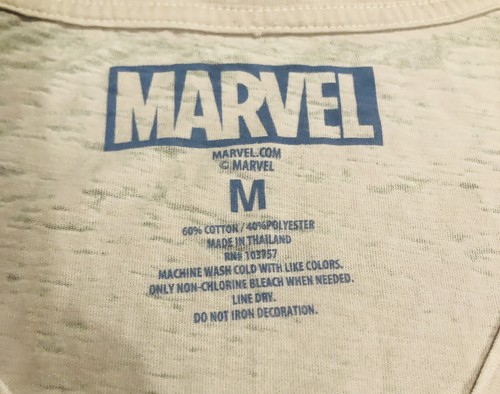 MARVEL
MARVEL.COM
© MARVEL
M
60% COTTON / 40%POLYESTER
MADE IN THAILAND
RN# 103957
MACHINE WASH COLD WITH LIKE COLORS.
ONLY NON-CHLORINE BLEACH WHEN NEEDED.
LINE DRY.
DO NOT IRON DECORATION.